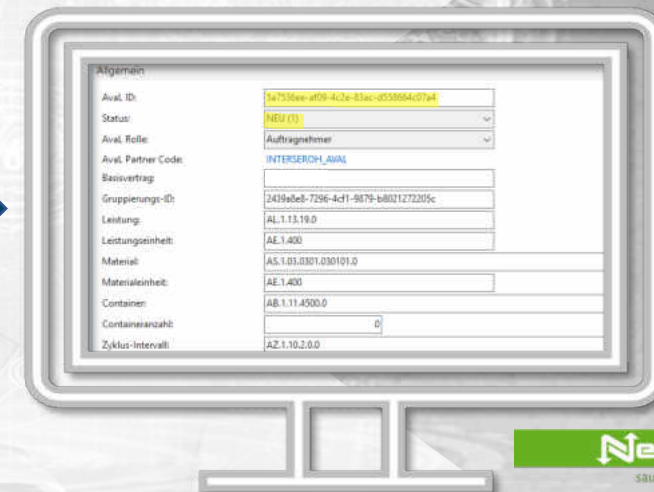 Allgemein
Aval. ID: 5a7536ee-af09-4c2e-83ac-d558664c07a4
Status: NEU (1)
Aval. Rolle: Auftragnehmer
Aval. Partner Code: INTERSEROH_AVAL
Basisvertrag:
Gruppierungs-ID: 2439a8e8-7296-4cf1-9879-b8021272205c
Leistung: AL.1.13.19.0
Leistungseinheit: AE.1.400
Material: AS.1.03.0301.030101.0
Materialeinheit: AE.1.400
Container: AB.1.11.4500.0
Containeranzahl: 0
Zyklus-Intervall: AZ.1.10.2.0.0
Ne
sau